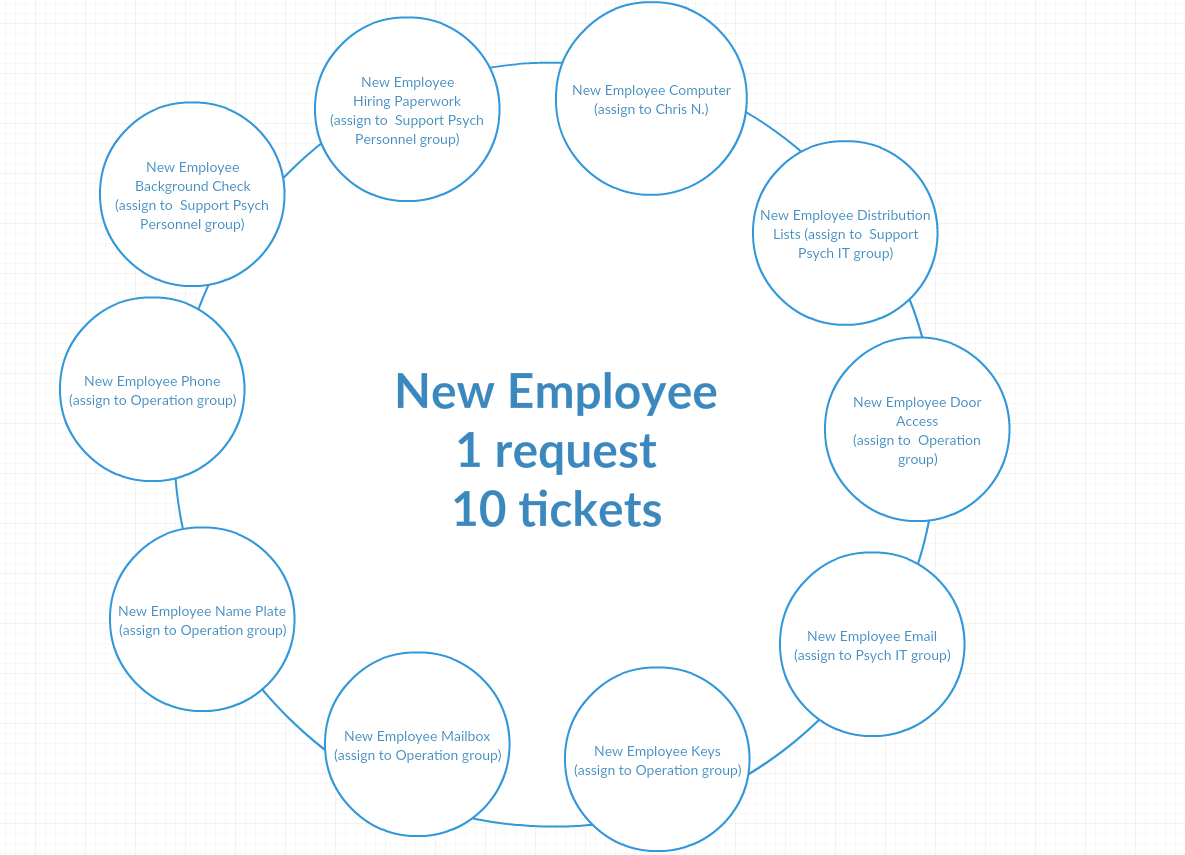 New Employee
Hiring Paperwork
(assign to  Support Psych
Personnel group)
New Employee Computer
(assign to Chris N.)
New Employee
Background Check
(assign to  Support Psych
Personnel group)
New Employee Distribution
Lists (assign to  Support
Psych IT group)
New Employee Phone
(assign to Operation group)
New Employee
1 request
10 tickets
New Employee Door
Access
(assign to  Operation
group)
New Employee Name Plate
(assign to Operation group)
New Employee Email
(assign to Psych IT group)
New Employee Mailbox
(assign to Operation group)
New Employee Keys
(assign to Operation group)